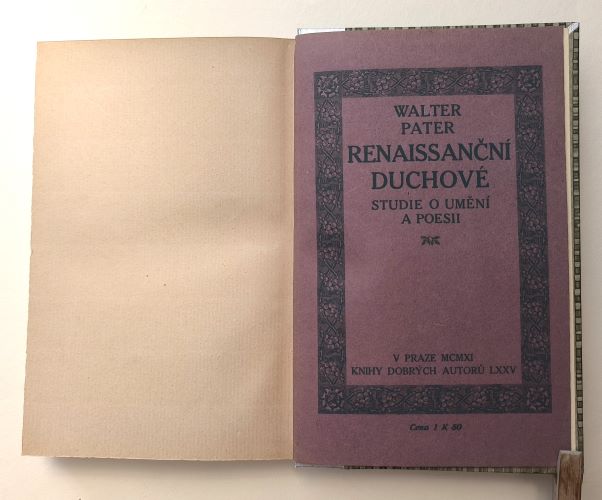 WALTER
PATER
RENAISSANČNÍ
DUCHOVÉ
STUDIE O UMĚNÍ
A POESII
V PRAZE MCMXI
KNIHY DOBRÝCH AUTORŮ LXXV
Cena 1 K 50